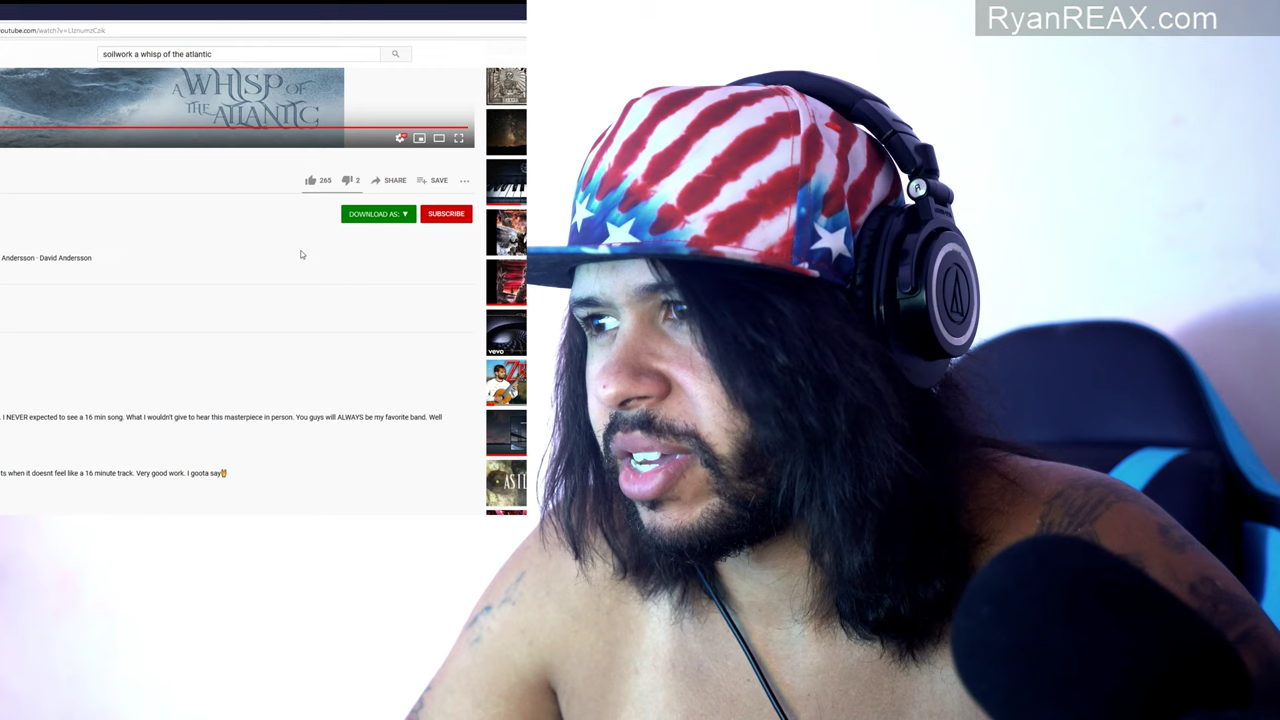 RyanREAX.com
soilwork a whisp of the atlantic
A WHISP OF
THE ATLANTIC
265
2
SHARE
SAVE
DOWNLOAD AS: ▼
SUBSCRIBE
Andersson · David Andersson
vevo
. I NEVER expected to see a 16 min song. What I wouldn't give to hear this masterpiece in person. You guys will ALWAYS be my favorite band. Well
ts when it doesnt feel like a 16 minute track. Very good work. I goota say🤘